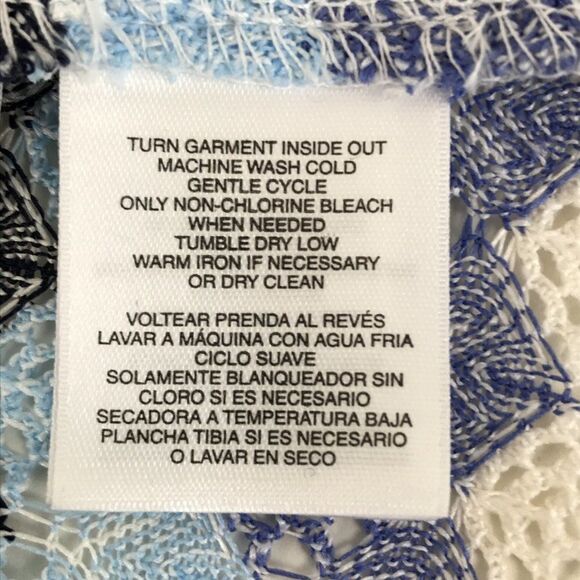 TURN GARMENT INSIDE OUT
MACHINE WASH COLD
GENTLE CYCLE
ONLY NON-CHLORINE BLEACH
WHEN NEEDED
TUMBLE DRY LOW
WARM IRON IF NECESSARY
OR DRY CLEAN
VOLTEAR PRENDA AL REVÉS
LAVAR A MÁQUINA CON AGUA FRIA
CICLO SUAVE
SOLAMENTE BLANQUEADOR SIN
CLORO SI ES NECESARIO
SECADORA A TEMPERATURA BAJA
PLANCHA TIBIA SI ES NECESARIO
O LAVAR EN SECO